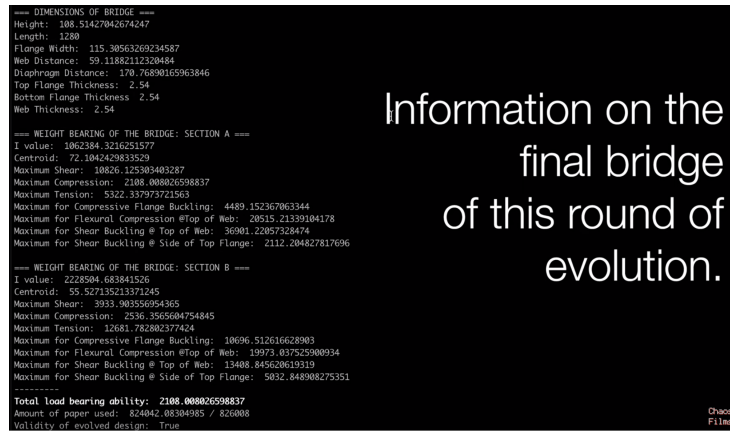 === DIMENSIONS OF BRIDGE ===
Height:  108.51427042674247
Length:  1280
Flange Width:  115.30563269234587
Web Distance:  59.11882112320484
Diaphragm Distance:  170.76890165963846
Top Flange Thickness:  2.54
Bottom Flange Thickness  2.54
Web Thickness:  2.54
=== WEIGHT BEARING OF THE BRIDGE: SECTION A ===
I value:  1062384.3216251577
Centroid:  72.1042429833529
Maximum Shear:  10826.125303403287
Maximum Compression:  2108.008026598837
Maximum Tension:  5322.337973721563
Maximum for Compressive Flange Buckling:  4489.152367063344
Maximum for Flexural Compression @Top of Web:  20515.21339104178
Maximum for Shear Buckling @ Top of Web:  36901.22057328474
Maximum for Shear Buckling @ Side of Top Flange:  2112.204827817696
=== WEIGHT BEARING OF THE BRIDGE: SECTION B ===
I value:  2228504.683841526
Centroid:  55.527135213371245
Maximum Shear:  3933.903556954365
Maximum Compression:  2536.3565604754845
Maximum Tension:  12681.782802377424
Maximum for Compressive Flange Buckling:  10696.512616628903
Maximum for Flexural Compression @Top of Web:  19973.037525900934
Maximum for Shear Buckling @ Top of Web:  13408.845620619319
Maximum for Shear Buckling @ Side of Top Flange:  5032.848908275351
---------
Total load bearing ability:  2108.008026598837
Amount of paper used:  824042.08304985 / 826008
Validity of evolved design:  True
Information on the
final bridge
of this round of
evolution.
Chaos
Filma